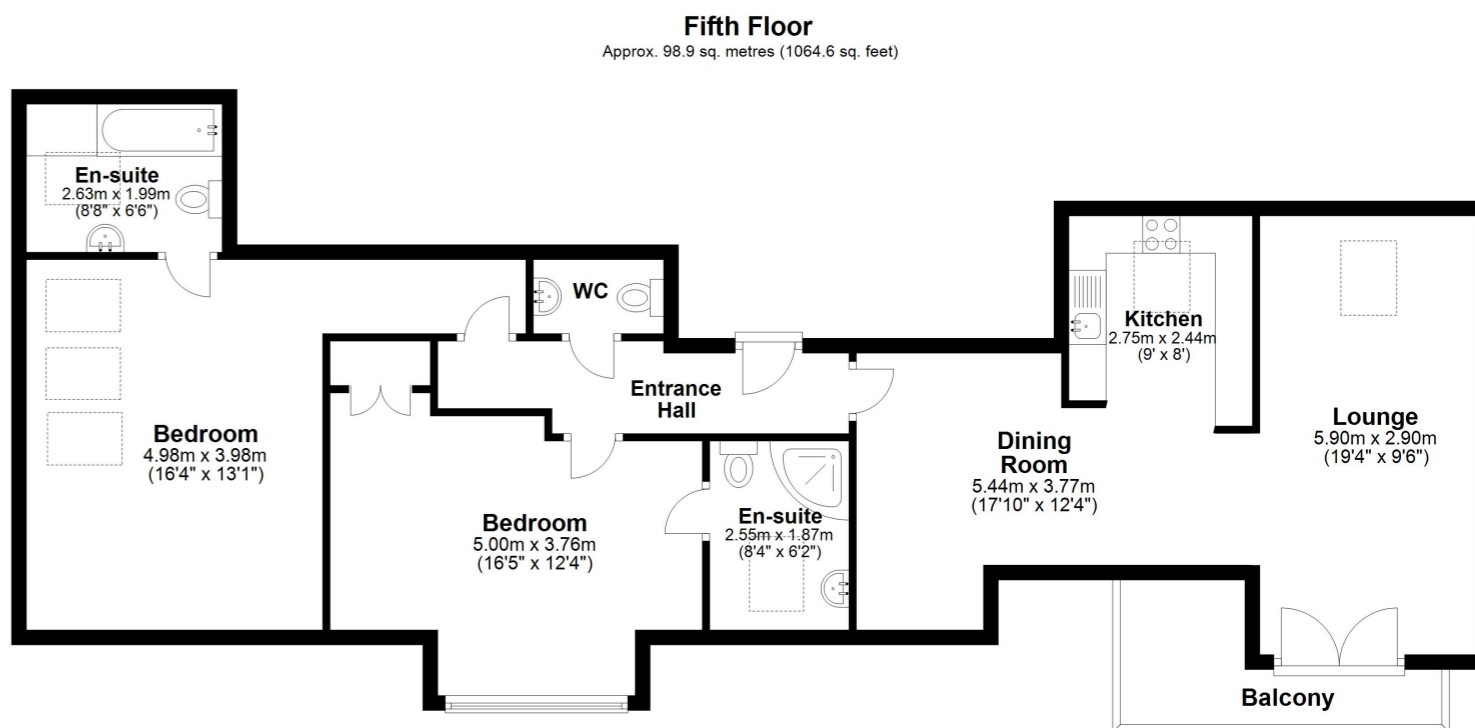 Fifth Floor
Approx. 98.9 sq. metres (1064.6 sq. feet)
En-suite
2.63m x 1.99m
(8'8" x 6'6")
WC
Kitchen
2.75m x 2.44m
(9' x 8')
Entrance
Hall
Lounge
5.90m x 2.90m
(19'4" x 9'6")
Bedroom
4.98m x 3.98m
(16'4" x 13'1")
Dining
Room
5.44m x 3.77m
(17'10" x 12'4")
Bedroom
5.00m x 3.76m
(16'5" x 12'4")
En-suite
2.55m x 1.87m
(8'4" x 6'2")
Balcony